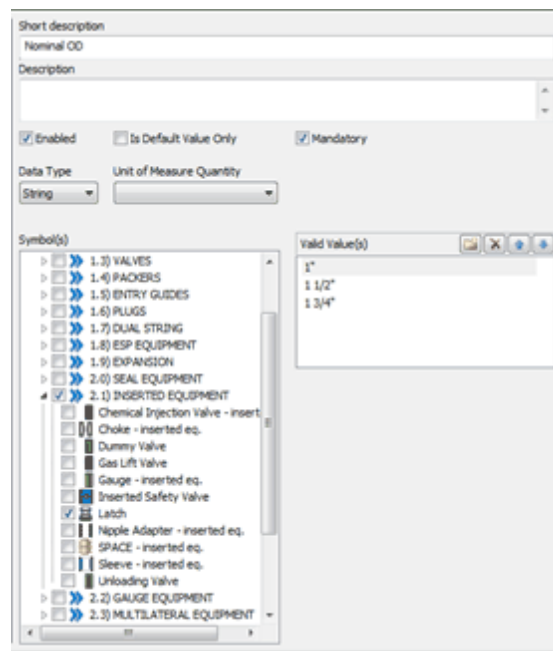 Short description
Nominal OD
Description
Enabled Is Default Value Only Mandatory
Data Type Unit of Measure Quantity
String
Symbol(s) Valid Value(s)
1.3) VALVES
1.4) PACKERS
1.5) ENTRY GUIDES
1.6) PLUGS
1.7) DUAL STRING
1.8) ESP EQUIPMENT
1.9) EXPANSION
2.0) SEAL EQUIPMENT
2.1) INSERTED EQUIPMENT
Chemical Injection Valve - insert
Choke - inserted eq.
Dummy Valve
Gas Lift Valve
Gauge - inserted eq.
Inserted Safety Valve
Latch
Nipple Adapter - inserted eq.
SPACE - inserted eq.
Sleeve - inserted eq.
Unloading Valve
2.2) GAUGE EQUIPMENT
2.3) MULTILATERAL EQUIPMENT
1"
1 1/2"
1 3/4"